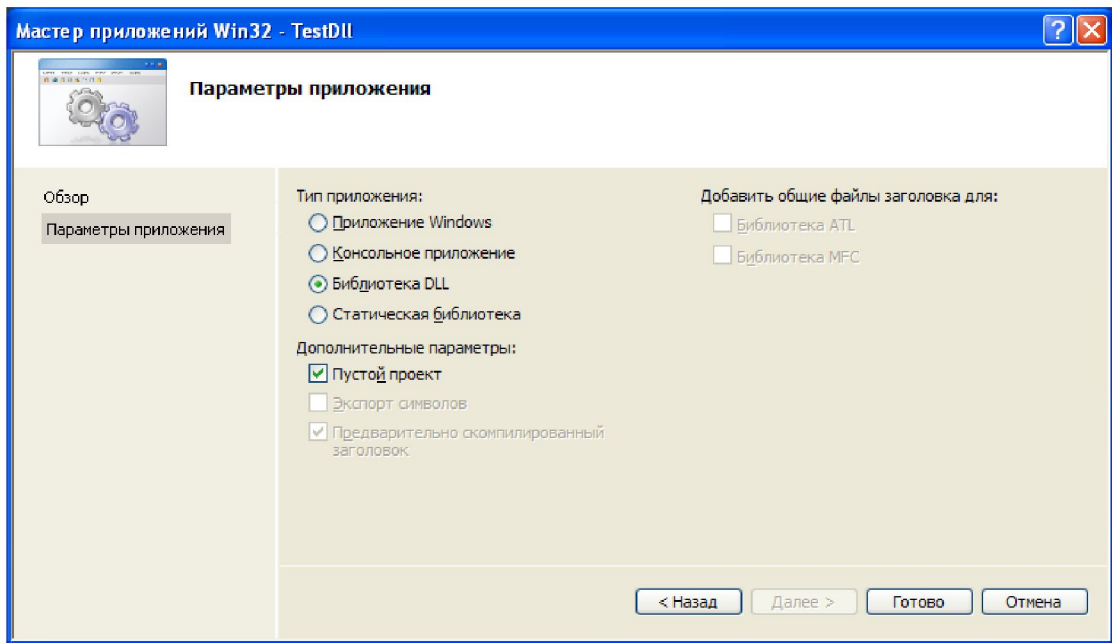 Мастер приложений Win32 - TestDll
Параметры приложения
Обзор
Параметры приложения
Тип приложения:
Приложение Windows
Консольное приложение
Библиотека DLL
Статическая библиотека
Дополнительные параметры:
Пустой проект
Экспорт символов
Предварительно скомпилированный
заголовок
Добавить общие файлы заголовка для:
Библиотека ATL
Библиотека MFC
< Назад
Далее >
Готово
Отмена